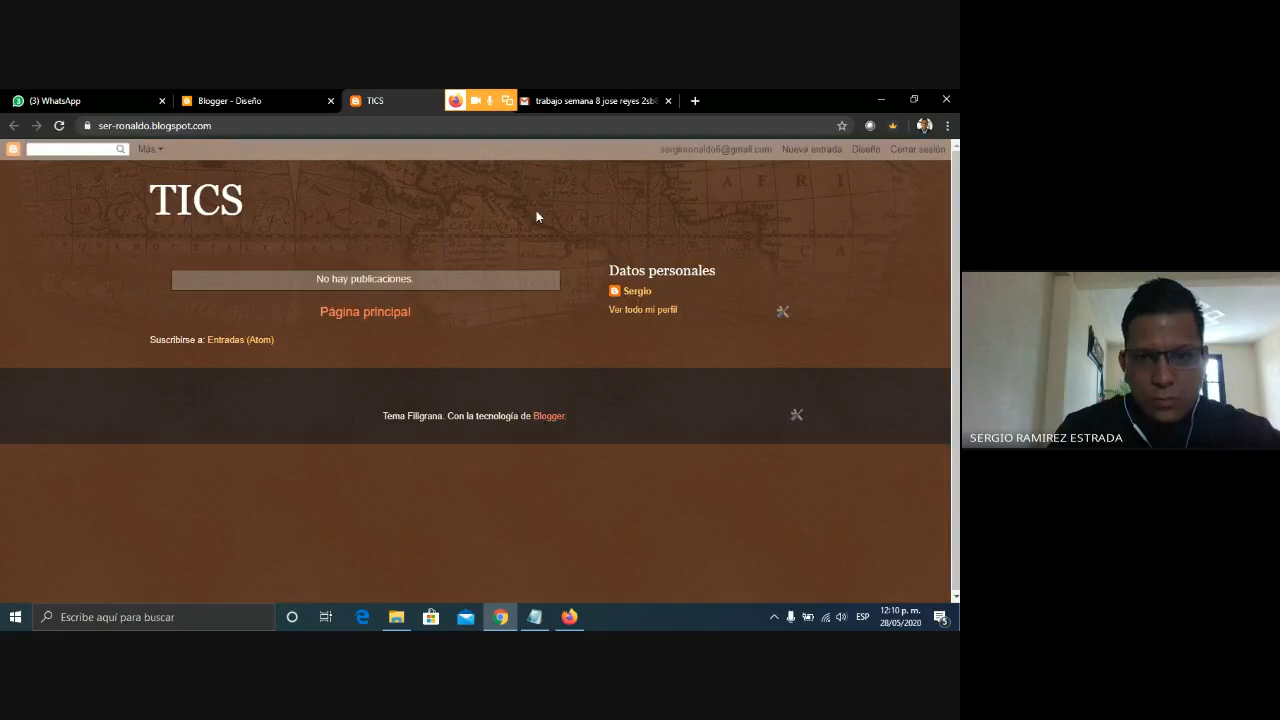 (3) WhatsApp
Blogger - Diseño
TICS
trabajo semana 8 jose reyes 2sb
ser-ronaldo.blogspot.com
Más
sergioronaldo6@gmail.com Nueva entrada Diseño Cerrar sesión
TICS
No hay publicaciones.
Página principal
Suscribirse a: Entradas (Atom)
Datos personales
Sergio
Ver todo mi perfil
Tema Filigrana. Con la tecnología de Blogger.
SERGIO RAMIREZ ESTRADA
Escribe aquí para buscar
ESP
12:10 p. m.
28/05/2020
5